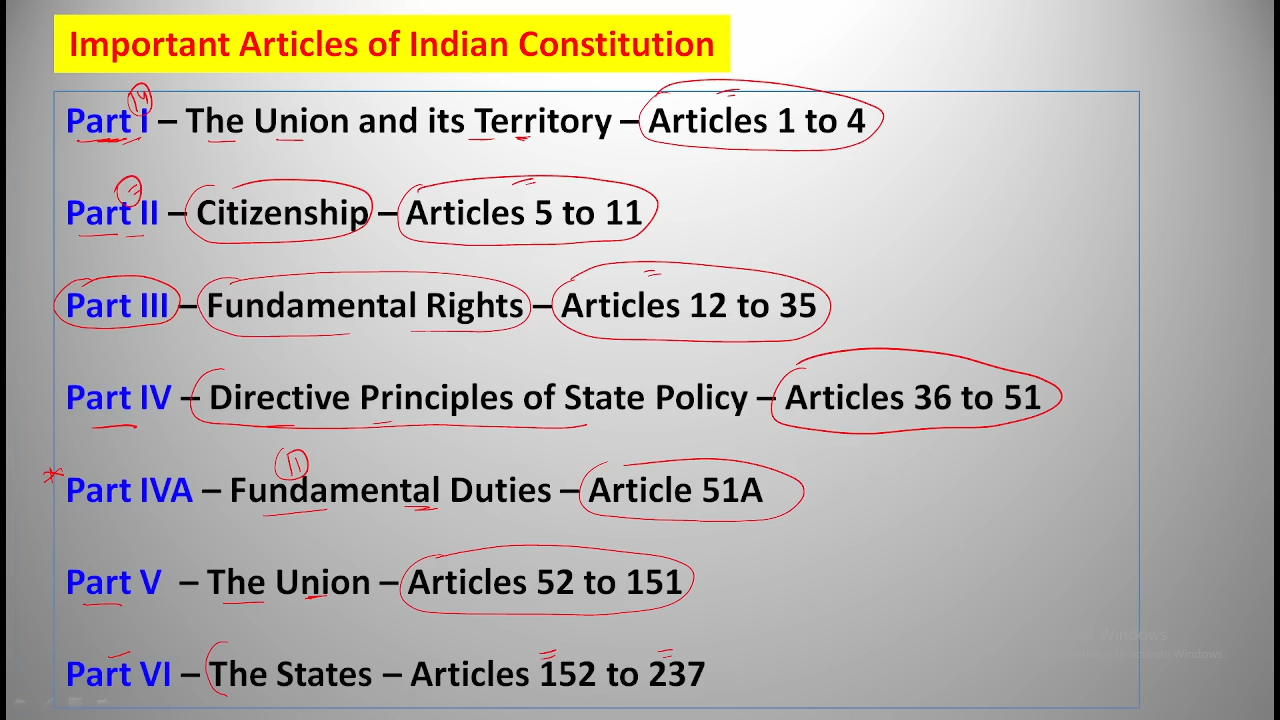 Important Articles of Indian Constitution
Part I – The Union and its Territory – Articles 1 to 4
Part II – Citizenship – Articles 5 to 11
Part III – Fundamental Rights – Articles 12 to 35
Part IV – Directive Principles of State Policy – Articles 36 to 51
11
Part IVA – Fundamental Duties – Article 51A
Part V – The Union – Articles 52 to 151
Part VI – The States – Articles 152 to 237